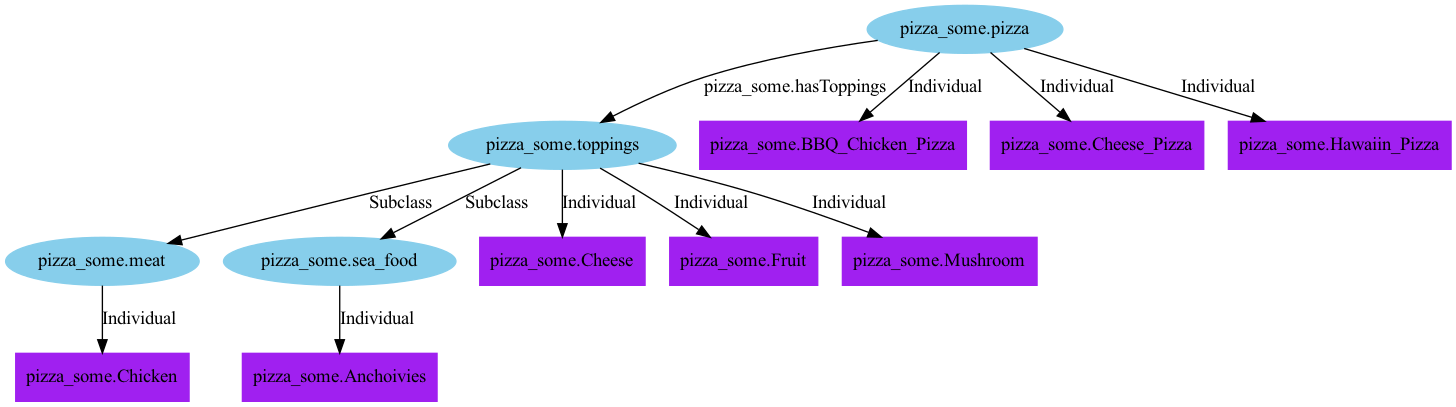 pizza_some.pizza
pizza_some.hasToppings
Individual
Individual
Individual
pizza_some.toppings
pizza_some.BBQ_Chicken_Pizza
pizza_some.Cheese_Pizza
pizza_some.Hawaiin_Pizza
Subclass
Subclass
Individual
Individual
Individual
pizza_some.meat
pizza_some.sea_food
pizza_some.Cheese
pizza_some.Fruit
pizza_some.Mushroom
Individual
Individual
pizza_some.Chicken
pizza_some.Anchoivies